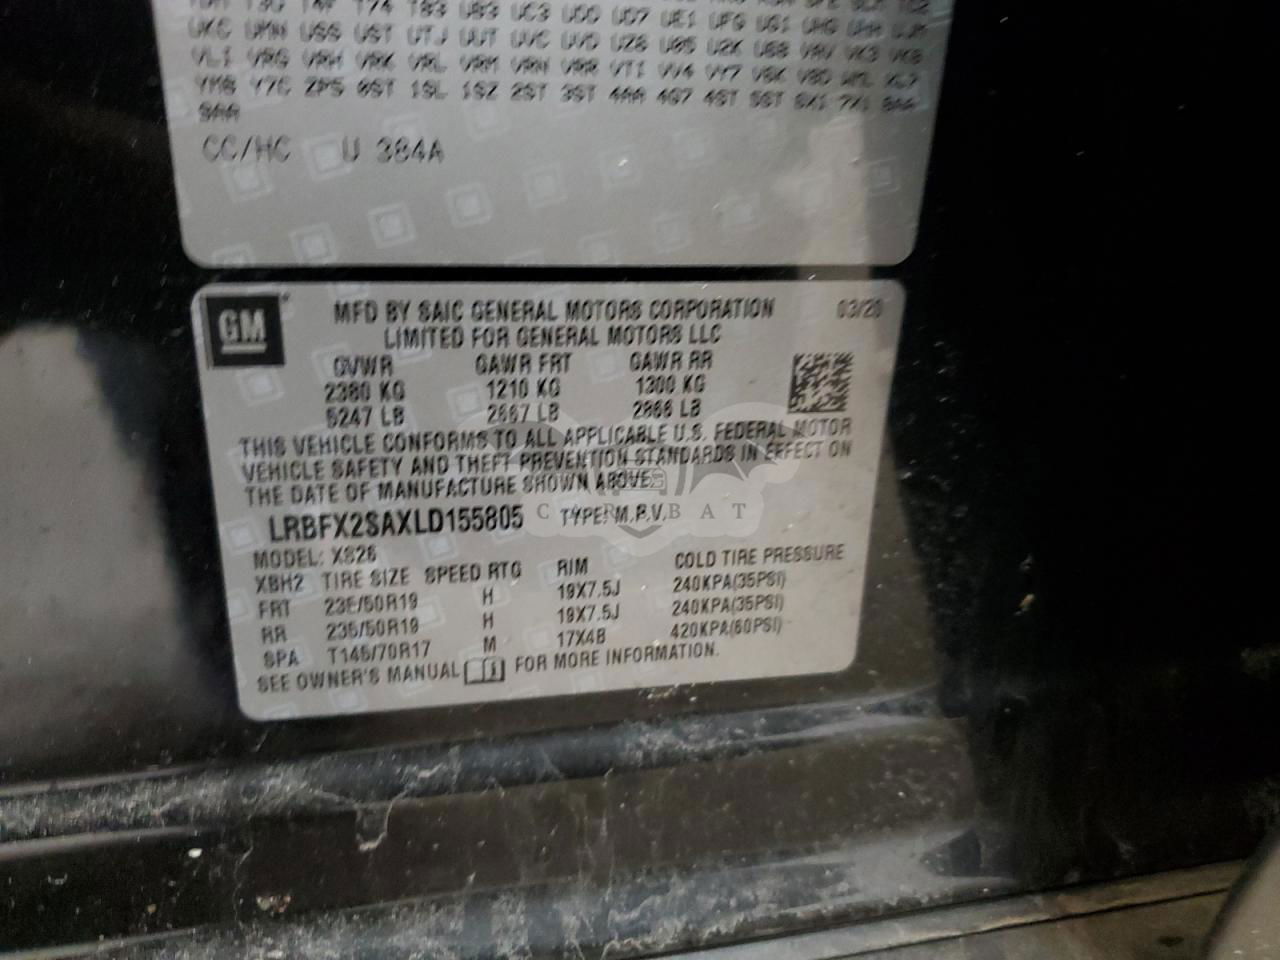 UKC UMN USS UST UTJ UUT UVC UVD UZ8 U05 U2K U68 VAV VK3 VK8
VL1 VRG VRH VRK VRL VRM VRN VRR VT1 VV4 VY7 V8K V8D WML XL7
YM8 Y7C ZPS 0ST 1SL 1SZ 2ST 3ST 4AA 4G7 4ST 5ST 6X1 7X1 8AA
9AA
CC/HC U 384A
GM
MFD BY SAIC GENERAL MOTORS CORPORATION 03/20
LIMITED FOR GENERAL MOTORS LLC
GVWR GAWR FRT GAWR RR
2380 KG 1210 KG 1300 KG
5247 LB 2667 LB 2866 LB
THIS VEHICLE CONFORMS TO ALL APPLICABLE U.S. FEDERAL MOTOR
VEHICLE SAFETY AND THEFT PREVENTION STANDARDS IN EFFECT ON
THE DATE OF MANUFACTURE SHOWN ABOVE.
LRBFX2SAXLD155805 TYPE: M.P.V.
CARBAT
MODEL: XS26
XBH2 TIRE SIZE SPEED RTG RIM COLD TIRE PRESSURE
FRT 235/50R19 H 19X7.5J 240KPA(35PSI)
RR 235/50R19 H 19X7.5J 240KPA(35PSI)
SPA T145/70R17 M 17X4B 420KPA(60PSI)
SEE OWNER'S MANUAL FOR MORE INFORMATION.